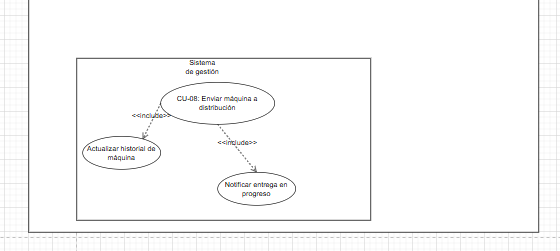 Sistema
de gestión
CU-08: Enviar máquina a
distribución
<<include>>
Actualizar historial de
máquina
<<include>>
Notificar entrega en
progreso